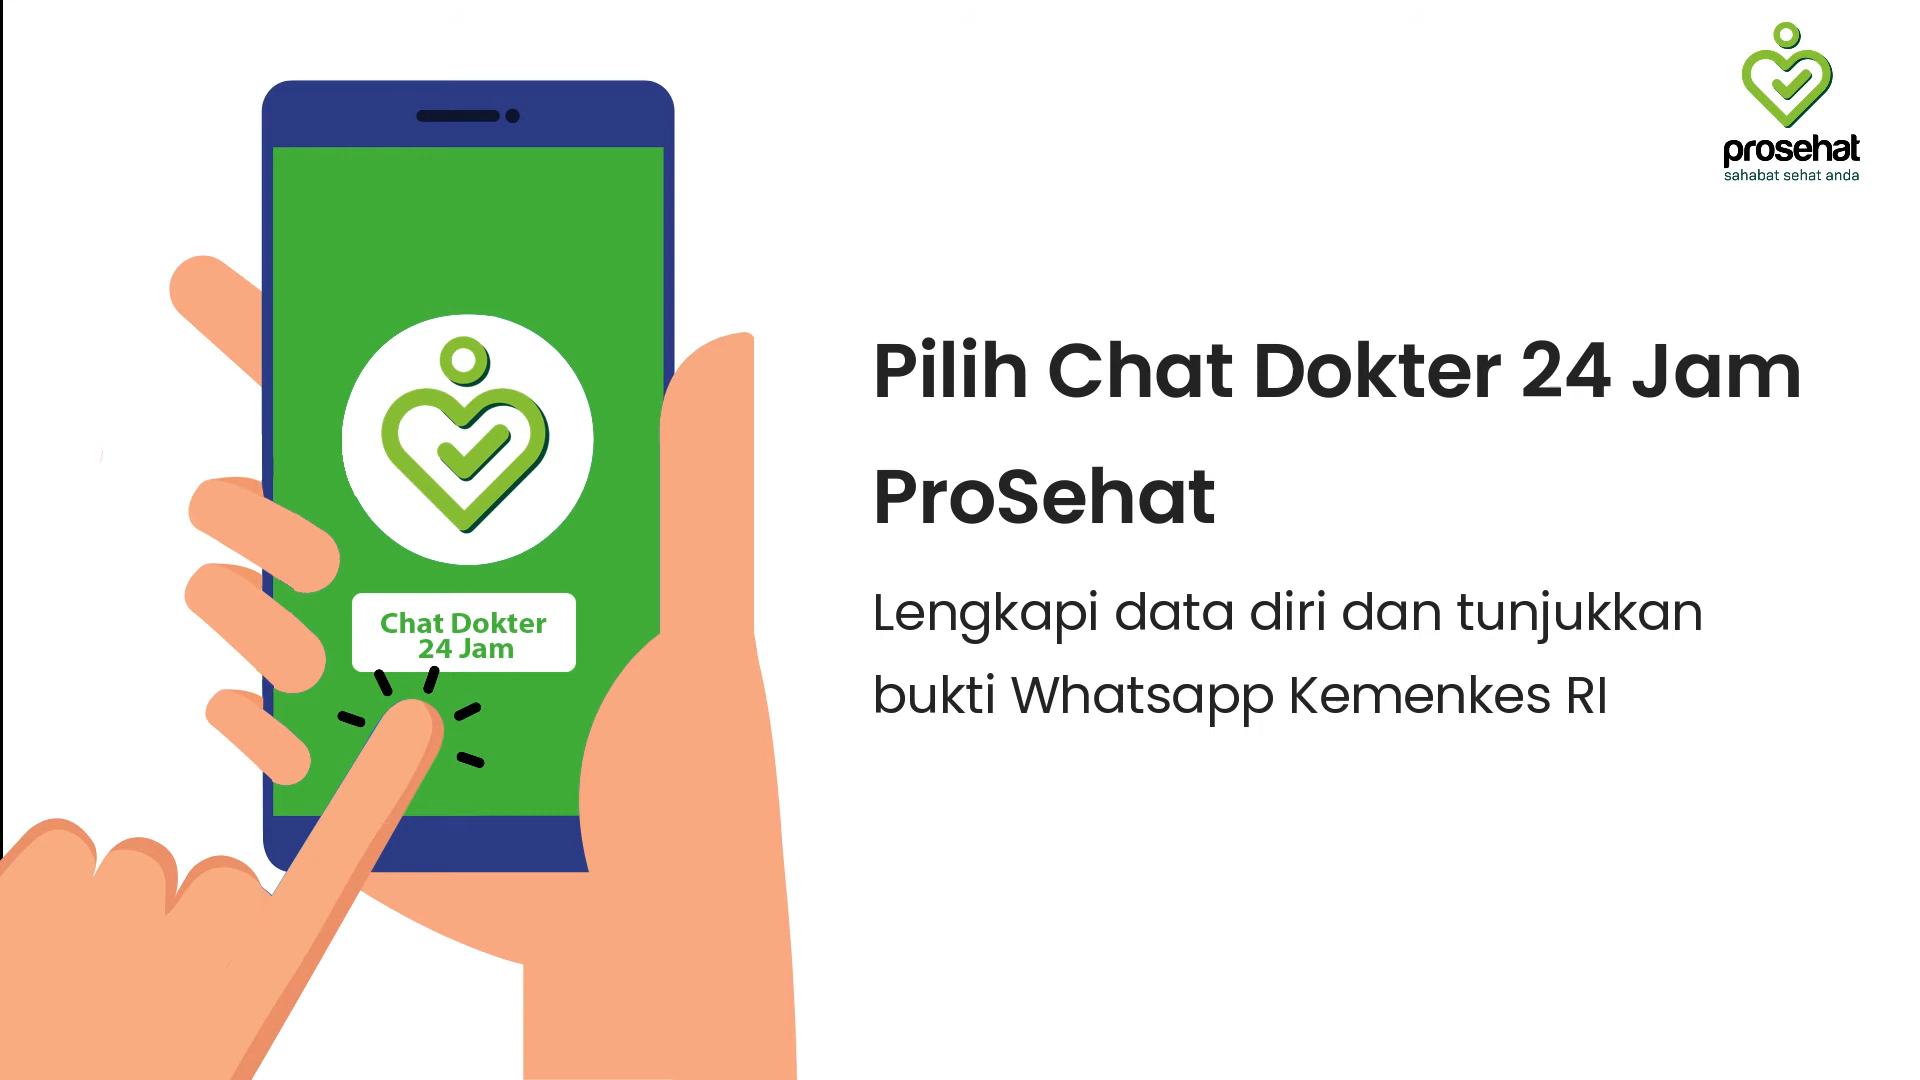 prosehat
sahabat sehat anda
Pilih Chat Dokter 24 Jam
ProSehat
Lengkapi data diri dan tunjukkan
bukti Whatsapp Kemenkes RI
Chat Dokter
24 Jam